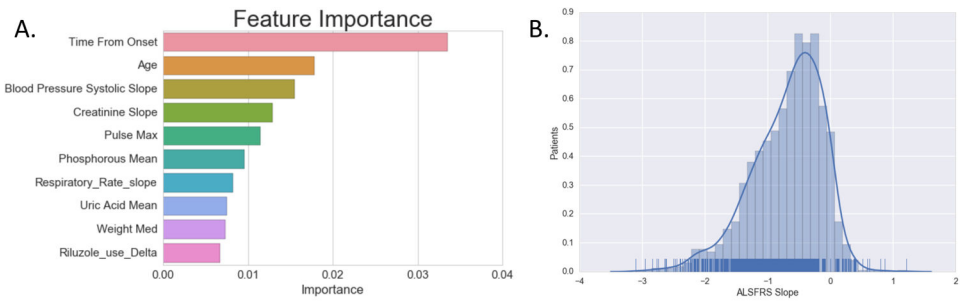 A.
Feature Importance
Time From Onset
Age
Blood Pressure Systolic Slope
Creatinine Slope
Pulse Max
Phosphorous Mean
Respiratory_Rate_slope
Uric Acid Mean
Weight Med
Riluzole_use_Delta
0.00 0.01 0.02 0.03 0.04
Importance
B.
0.9
0.8
0.7
0.6
0.5
0.4
0.3
0.2
0.1
0.0
Patients
−4 −3 −2 −1 0 1 2
ALSFRS Slope